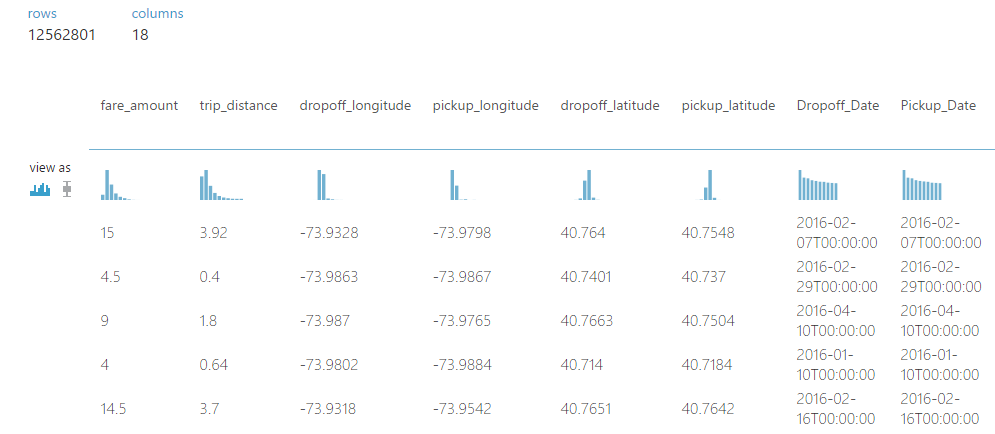 rows columns
12562801 18
fare_amount trip_distance dropoff_longitude pickup_longitude dropoff_latitude pickup_latitude Dropoff_Date Pickup_Date
view as
15 3.92 -73.9328 -73.9798 40.764 40.7548 2016-02-07T00:00:00 2016-02-07T00:00:00
4.5 0.4 -73.9863 -73.9867 40.7401 40.737 2016-02-29T00:00:00 2016-02-29T00:00:00
9 1.8 -73.987 -73.9765 40.7663 40.7504 2016-04-10T00:00:00 2016-04-10T00:00:00
4 0.64 -73.9802 -73.9884 40.714 40.7184 2016-01-10T00:00:00 2016-01-10T00:00:00
14.5 3.7 -73.9318 -73.9542 40.7651 40.7642 2016-02-16T00:00:00 2016-02-16T00:00:00